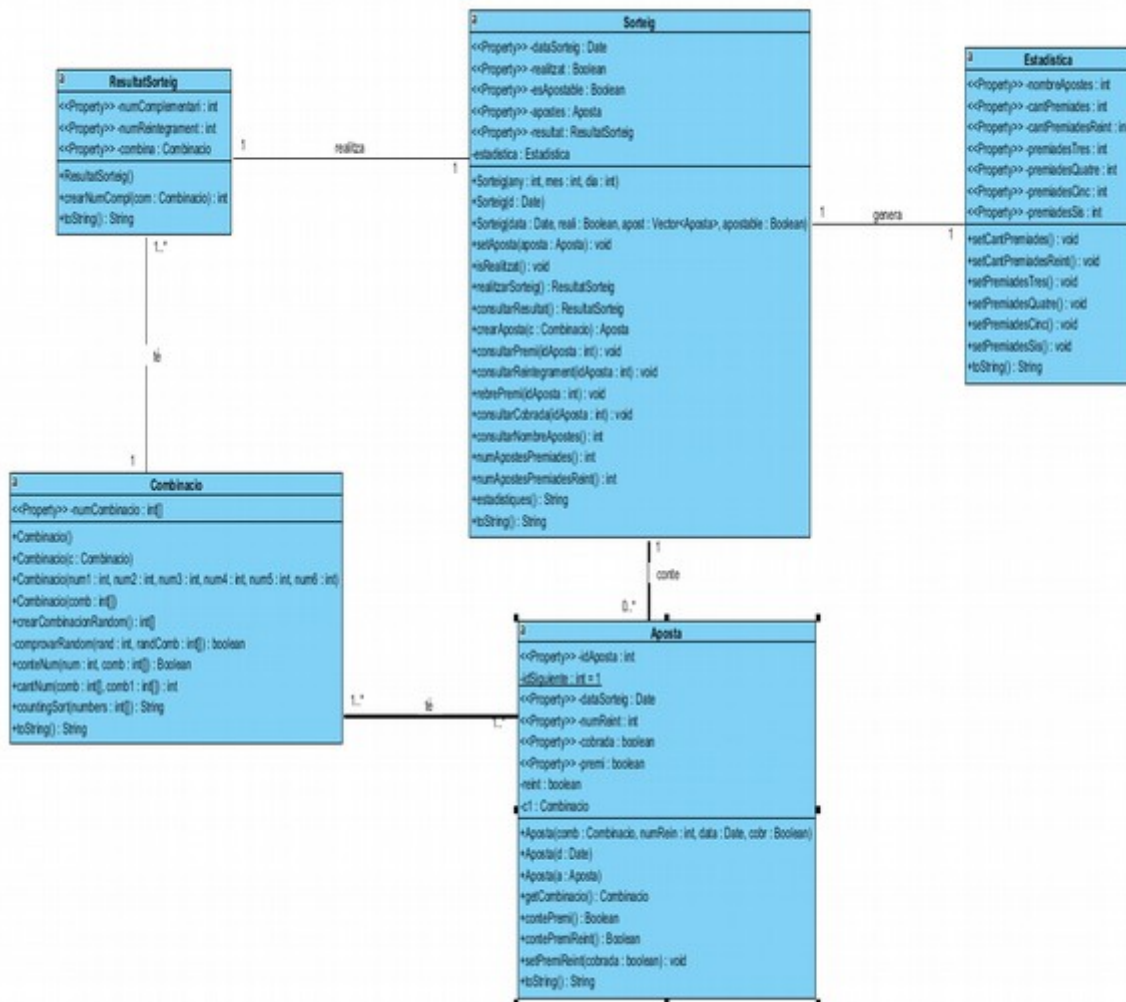 a
ResultatSorteig
<<Property>> -numComplementari : int
<<Property>> -numReintegrament : int
<<Property>> -combina : Combinacio
+ResultatSorteig()
+crearNumCompl(com : Combinacio) : int
+toString() : String
1
realitza
1
a
Sorteig
<<Property>> -dataSorteig : Date
<<Property>> -realitzat : Boolean
<<Property>> -esApostable : Boolean
<<Property>> -apostes : Aposta
<<Property>> -resultat : ResultatSorteig
-estadistica : Estadistica
+Sorteig(any : int, mes : int, dia : int)
+Sorteig(d : Date)
+Sorteig(data : Date, reali : Boolean, apost : Vector<Aposta>, apostable : Boolean)
+setAposta(aposta : Aposta) : void
+isRealitzat() : void
+realitzarSorteig() : ResultatSorteig
+consultarResultat() : ResultatSorteig
+crearAposta(c : Combinacio) : Aposta
+consultarPremi(idAposta : int) : void
+consultarReintegrament(idAposta : int) : void
+rebrePremi(idAposta : int) : void
+consultarCobrada(idAposta : int) : void
+consultarNombreApostes() : int
+numApostesPremiades() : int
+numApostesPremiadesReint() : int
+estadistiques() : String
+toString() : String
1
genera
1
a
Estadistica
<<Property>> -nombreApostes : int
<<Property>> -cantPremiades : int
<<Property>> -cantPremiadesReint : int
<<Property>> -premiadesTres : int
<<Property>> -premiadesQuatre : int
<<Property>> -premiadesCinc : int
<<Property>> -premiadesSis : int
+setCantPremiades() : void
+setCantPremiadesReint() : void
+setPremiadesTres() : void
+setPremiadesQuatre() : void
+setPremiadesCinc() : void
+setPremiadesSis() : void
+toString() : String
1..*
té
1
a
Combinacio
<<Property>> -numCombinacio : int[]
+Combinacio()
+Combinacio(c : Combinacio)
+Combinacio(num1 : int, num2 : int, num3 : int, num4 : int, num5 : int, num6 : int)
+Combinacio(comb : int[])
+crearCombinacionRandom() : int[]
-comprovarRandom(rand : int, randComb : int[]) : boolean
+conteNum(num : int, comb : int[]) : Boolean
+cantNum(comb : int[], comb1 : int[]) : int
+countingSort(numbers : int[]) : String
+toString() : String
1
conte
0..*
1..*
té
1..*
a
Aposta
<<Property>> -idAposta : int
-idSiguiente : int = 1
<<Property>> -dataSorteig : Date
<<Property>> -numReint : int
<<Property>> -cobrada : boolean
<<Property>> -premi : boolean
-reint : boolean
-c1 : Combinacio
+Aposta(comb : Combinacio, numRein : int, data : Date, cobr : Boolean)
+Aposta(d : Date)
+Aposta(a : Aposta)
+getCombinacio() : Combinacio
+contePremi() : Boolean
+contePremiReint() : Boolean
+setPremiReint(cobrada : boolean) : void
+toString() : String